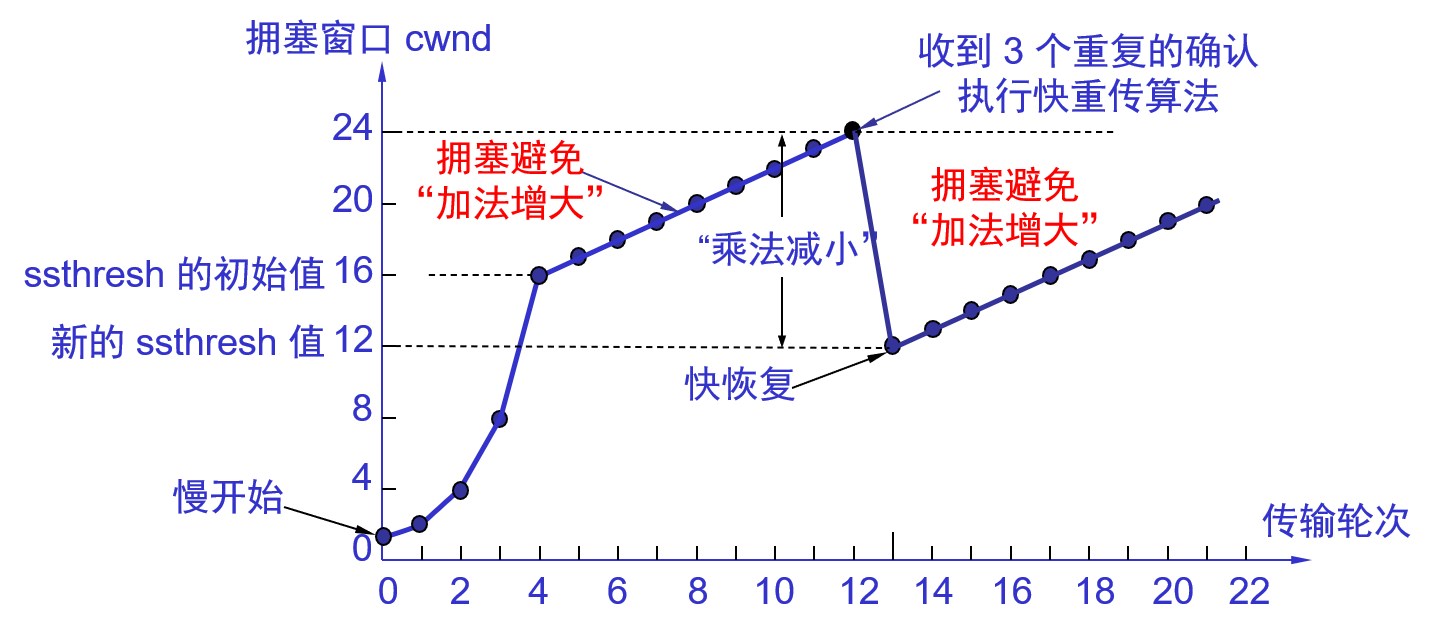 拥塞窗口 cwnd
收到 3 个重复的确认
执行快重传算法
24
拥塞避免
“加法增大”
拥塞避免
“加法增大”
20
“乘法减小”
ssthresh 的初始值 16
新的 ssthresh 值 12
快恢复
8
4
慢开始
0
传输轮次
0 2 4 6 8 10 12 14 16 18 20 22